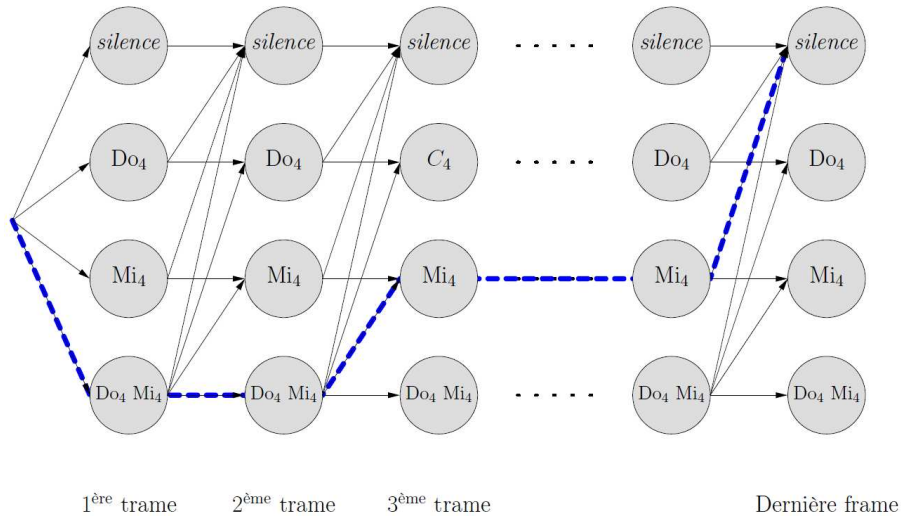 silence silence silence silence silence
Do₄ Do₄ C₄ Do₄ Do₄
Mi₄ Mi₄ Mi₄ Mi₄ Mi₄
Do₄ Mi₄ Do₄ Mi₄ Do₄ Mi₄ Do₄ Mi₄ Do₄ Mi₄
1ère trame 2ème trame 3ème trame Dernière frame